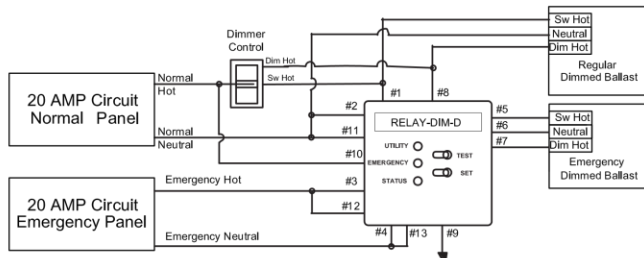 Dimmer
Control
Dim Hot
Sw Hot
Sw Hot
Neutral
Dim Hot
Regular
Dimmed Ballast
20 AMP Circuit
Normal Panel
Normal
Hot
Normal
Neutral
#1
#8
#2
#11
#10
#3
#12
#4
#13
#9
#5
#6
#7
RELAY-DIM-D
UTILITY
EMERGENCY
STATUS
TEST
SET
Sw Hot
Neutral
Dim Hot
Emergency
Dimmed Ballast
20 AMP Circuit
Emergency Panel
Emergency Hot
Emergency Neutral